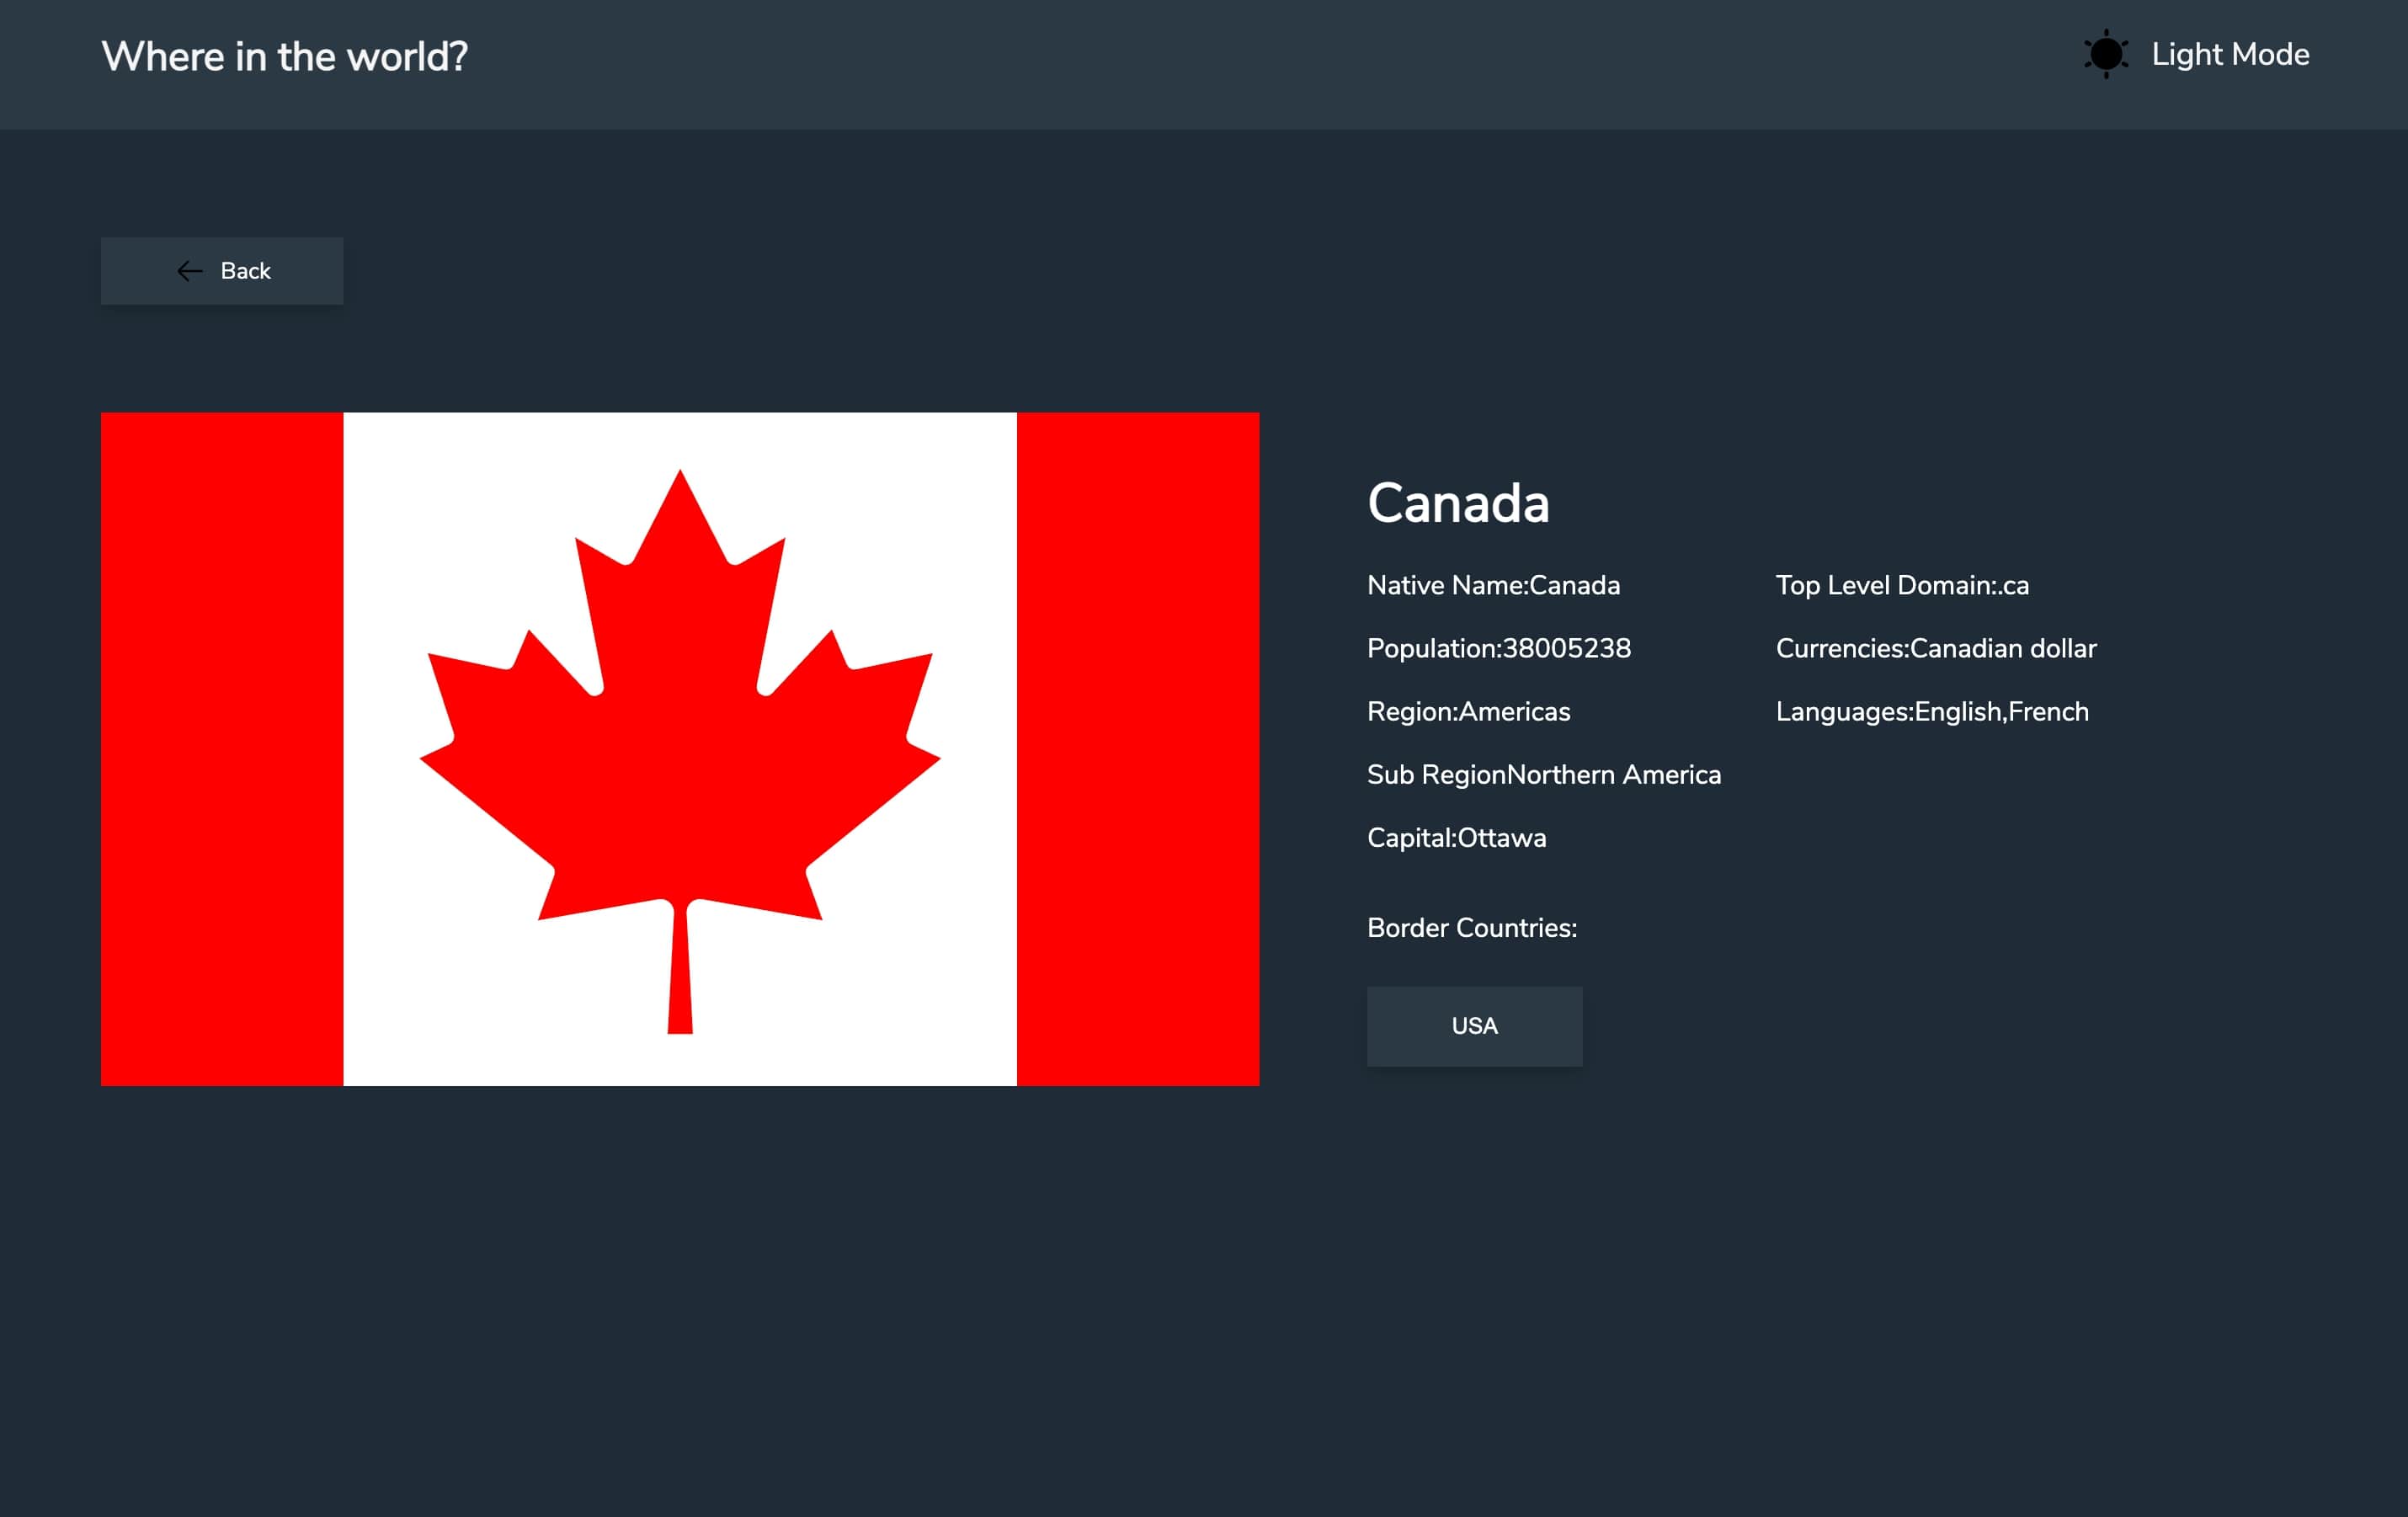 Where in the world?
Light Mode
Back
Canada
Native Name:Canada
Population:38005238
Region:Americas
Sub RegionNorthern America
Capital:Ottawa
Top Level Domain:.ca
Currencies:Canadian dollar
Languages:English,French
Border Countries:
USA